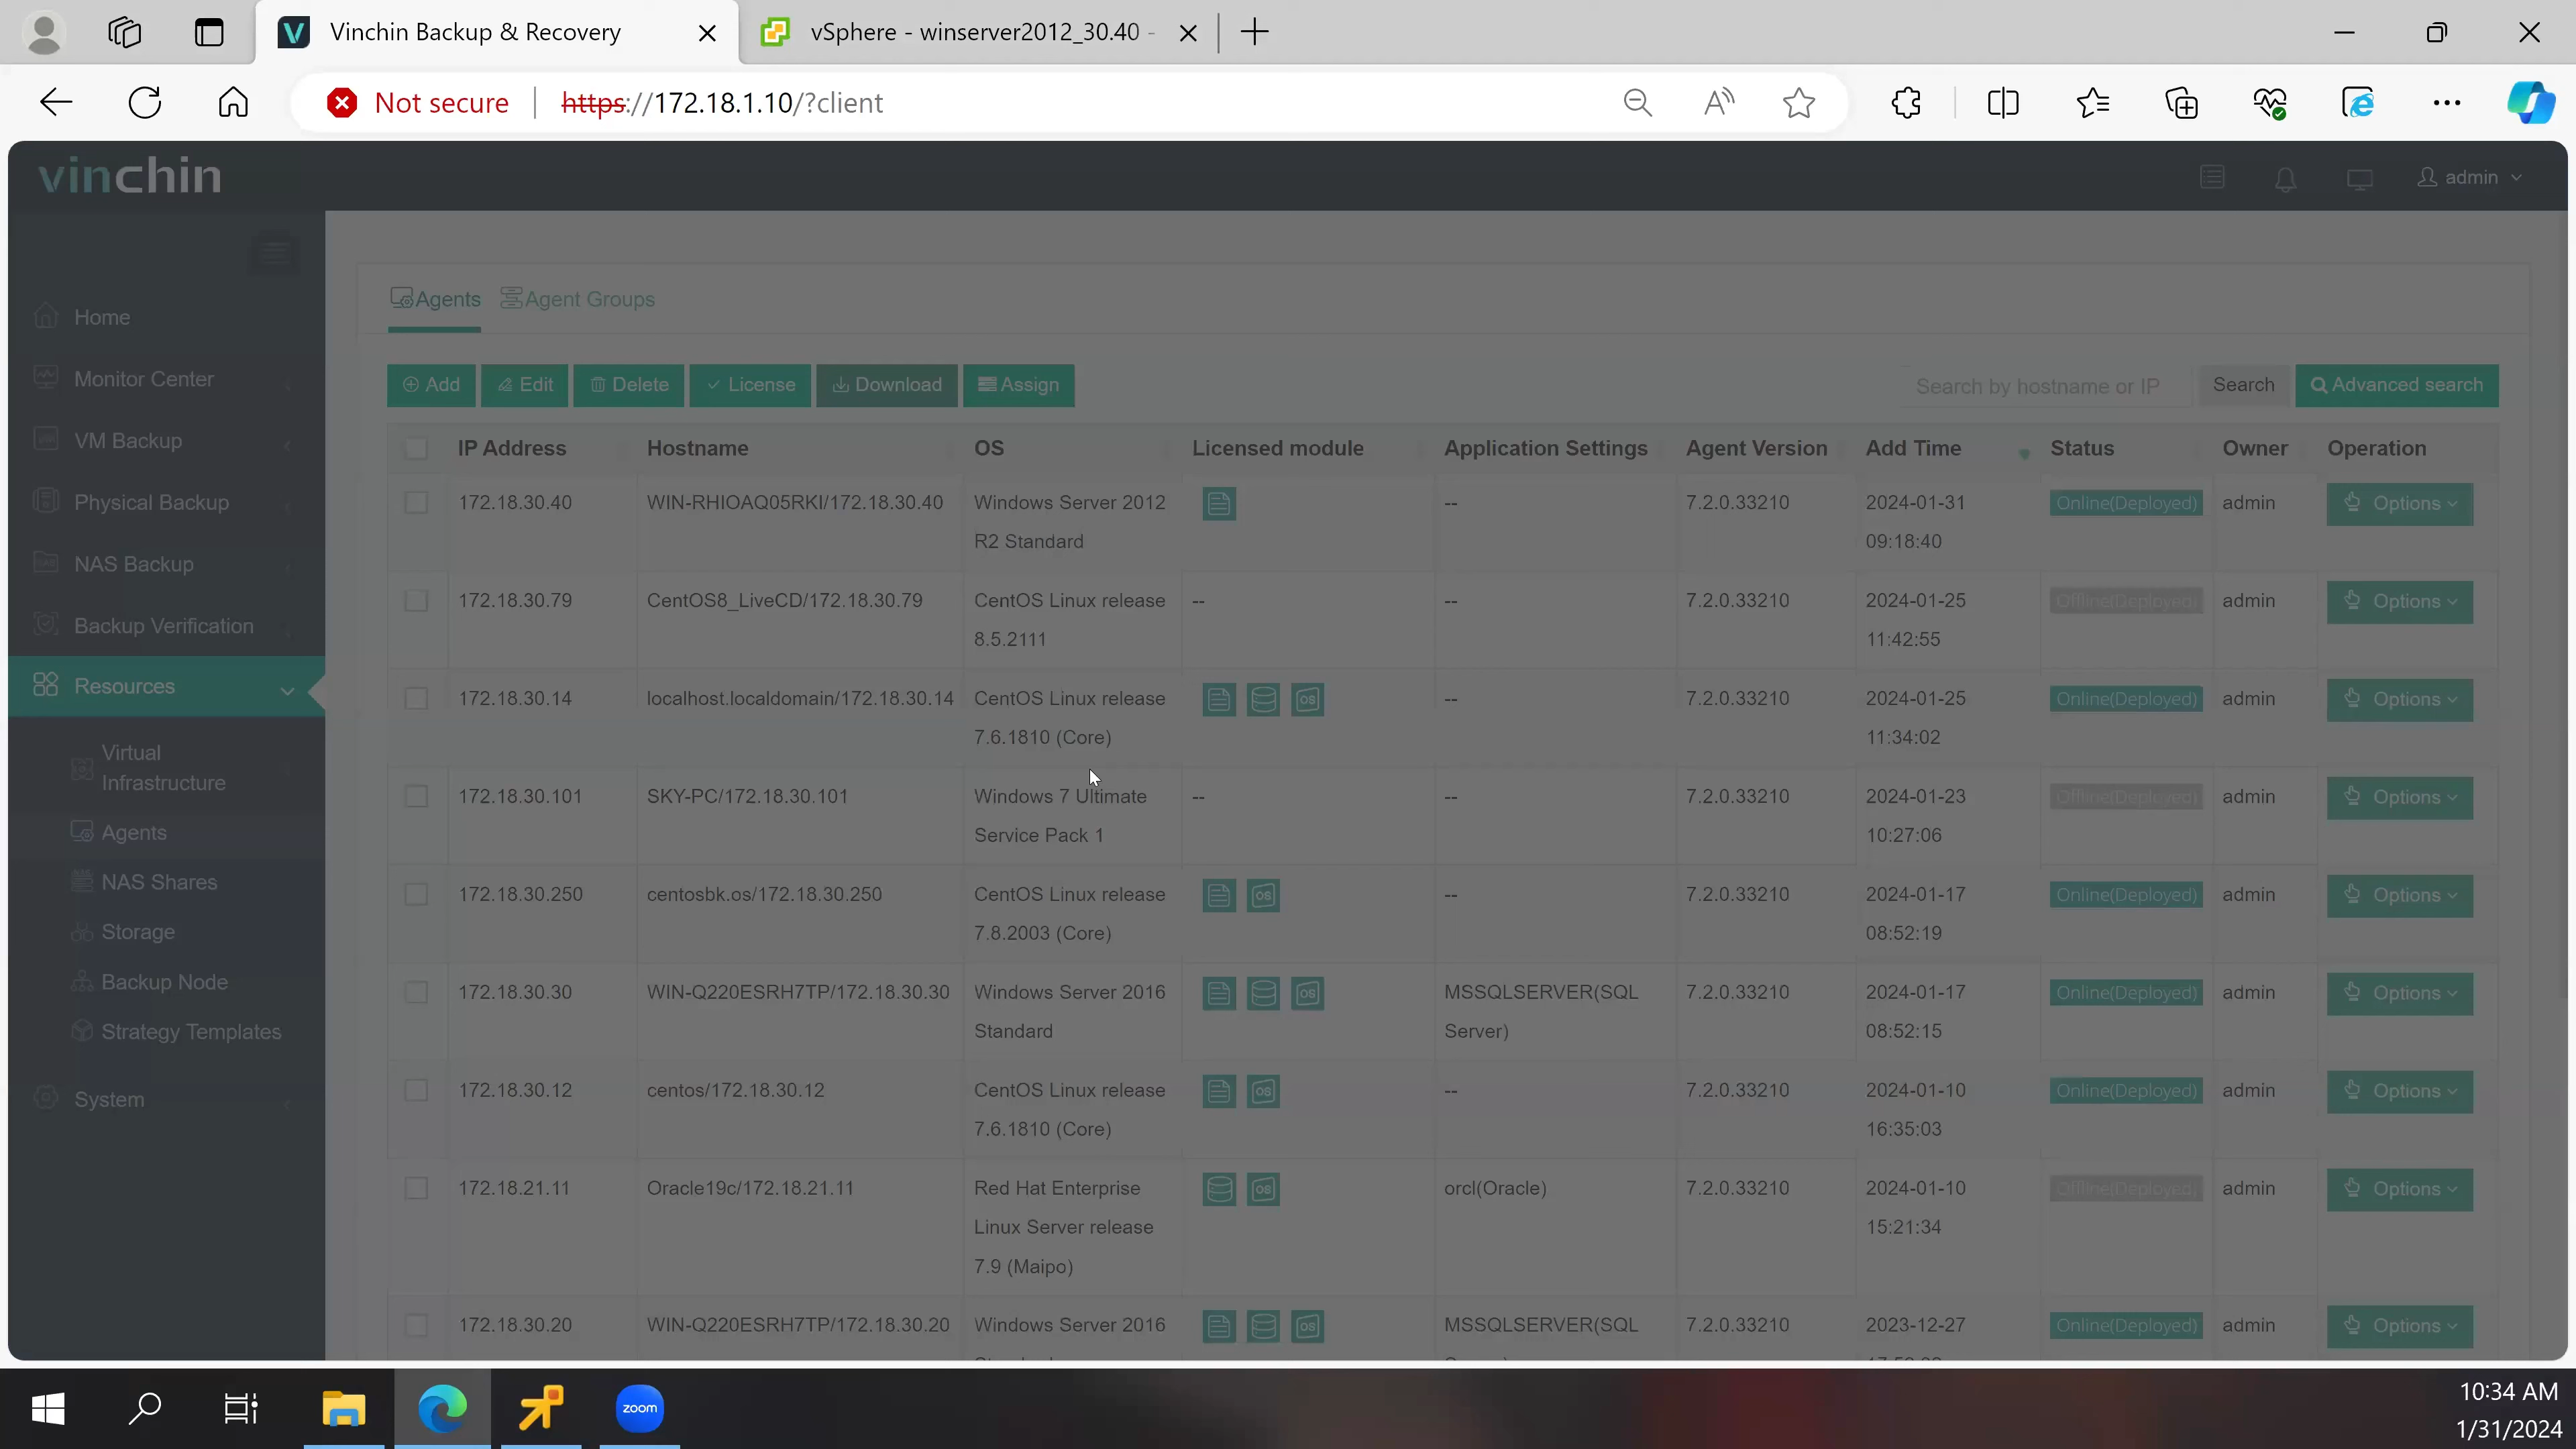 Vinchin Backup & Recovery
vSphere - winserver2012_30.40 -
Not secure
https://172.18.1.10/?client
vinchin
admin
Home
Monitor Center
VM Backup
Physical Backup
NAS Backup
Backup Verification
Resources
Virtual
Infrastructure
Agents
NAS Shares
Storage
Backup Node
Strategy Templates
System
Agents Agent Groups
Add Edit Delete License Download Assign
Search by hostname or IP Search Advanced search
IP Address Hostname OS Licensed module Application Settings Agent Version Add Time Status Owner Operation
172.18.30.40 WIN-RHIOAQ05RKI/172.18.30.40 Windows Server 2012 -- 7.2.0.33210 2024-01-31 Online(Deployed) admin Options
R2 Standard 09:18:40
172.18.30.79 CentOS8_LiveCD/172.18.30.79 CentOS Linux release -- -- 7.2.0.33210 2024-01-25 Offline(Deployed) admin Options
8.5.2111 11:42:55
172.18.30.14 localhost.localdomain/172.18.30.14 CentOS Linux release OS -- 7.2.0.33210 2024-01-25 Online(Deployed) admin Options
7.6.1810 (Core) 11:34:02
172.18.30.101 SKY-PC/172.18.30.101 Windows 7 Ultimate -- -- 7.2.0.33210 2024-01-23 Offline(Deployed) admin Options
Service Pack 1 10:27:06
172.18.30.250 centosbk.os/172.18.30.250 CentOS Linux release OS -- 7.2.0.33210 2024-01-17 Online(Deployed) admin Options
7.8.2003 (Core) 08:52:19
172.18.30.30 WIN-Q220ESRH7TP/172.18.30.30 Windows Server 2016 OS MSSQLSERVER(SQL 7.2.0.33210 2024-01-17 Online(Deployed) admin Options
Standard Server) 08:52:15
172.18.30.12 centos/172.18.30.12 CentOS Linux release OS -- 7.2.0.33210 2024-01-10 Online(Deployed) admin Options
7.6.1810 (Core) 16:35:03
172.18.21.11 Oracle19c/172.18.21.11 Red Hat Enterprise OS orcl(Oracle) 7.2.0.33210 2024-01-10 Offline(Deployed) admin Options
Linux Server release 15:21:34
7.9 (Maipo)
172.18.30.20 WIN-Q220ESRH7TP/172.18.30.20 Windows Server 2016 OS MSSQLSERVER(SQL 7.2.0.33210 2023-12-27 Online(Deployed) admin Options
zoom
10:34 AM
1/31/2024